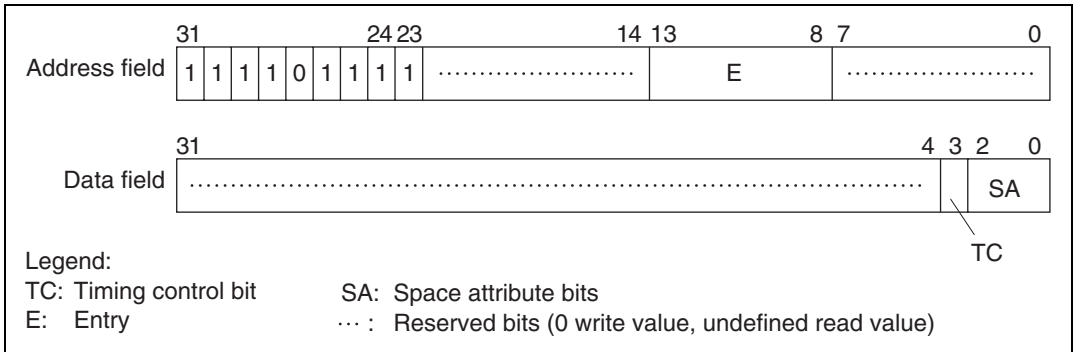 31 24 23 14 13 8 7 0
Address field 1 1 1 1 0 1 1 1 1 ........................ E ........................
31 4 3 2 0
Data field ........................ SA
TC
Legend:
TC: Timing control bit SA: Space attribute bits
E: Entry ... : Reserved bits (0 write value, undefined read value)